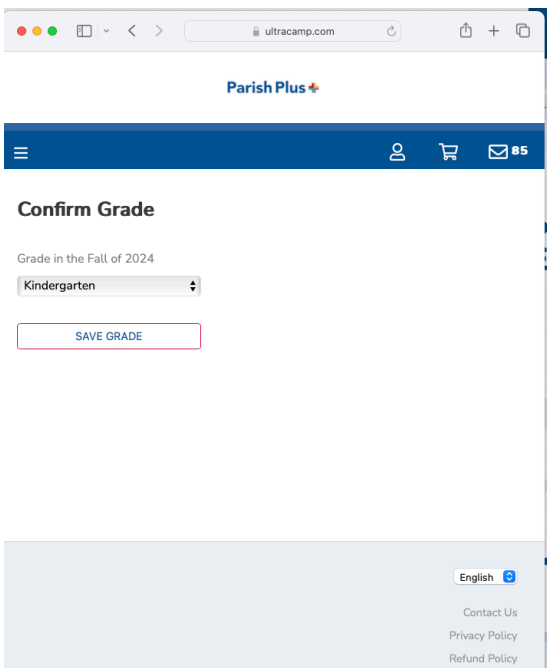 ultracamp.com
Parish Plus
85
Confirm Grade
Grade in the Fall of 2024
Kindergarten
SAVE GRADE
English
Contact Us
Privacy Policy
Refund Policy